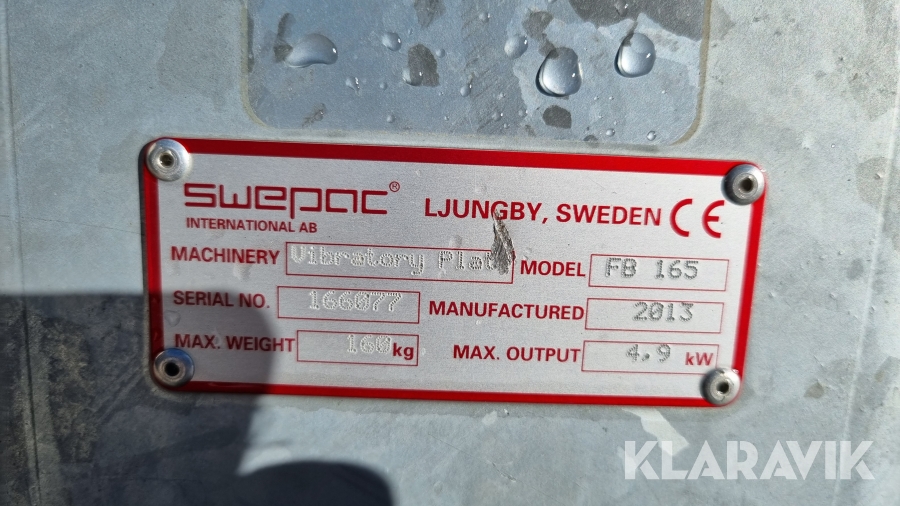 swepac®
INTERNATIONAL AB
LJUNGBY, SWEDEN CE
MACHINERY Vibratory Plate MODEL FB 165
SERIAL NO. 166077 MANUFACTURED 2013
MAX. WEIGHT 160 kg MAX. OUTPUT 4.9 kW
KLARAVIK